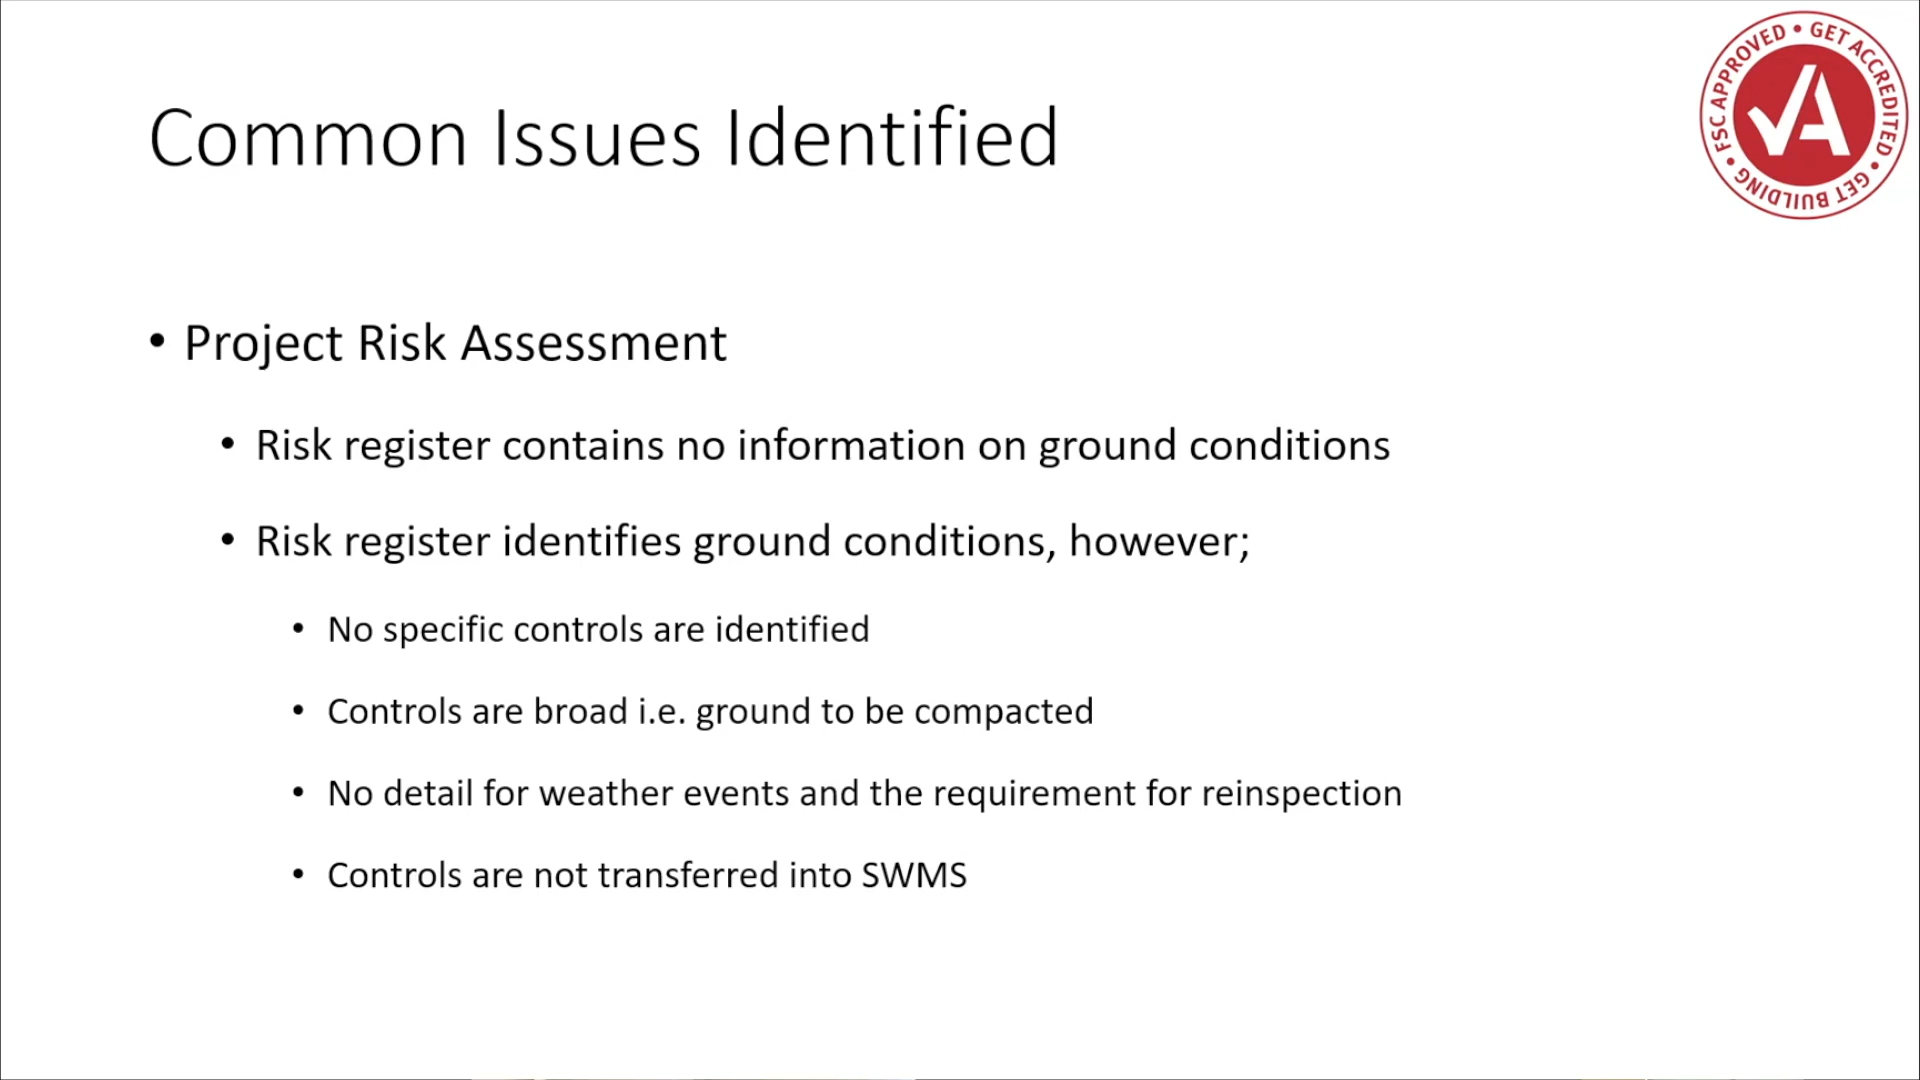 Common Issues Identified
FSC APPROVED • GET ACCREDITED • GET BUILDING •
• Project Risk Assessment
• Risk register contains no information on ground conditions
• Risk register identifies ground conditions, however;
• No specific controls are identified
• Controls are broad i.e. ground to be compacted
• No detail for weather events and the requirement for reinspection
• Controls are not transferred into SWMS